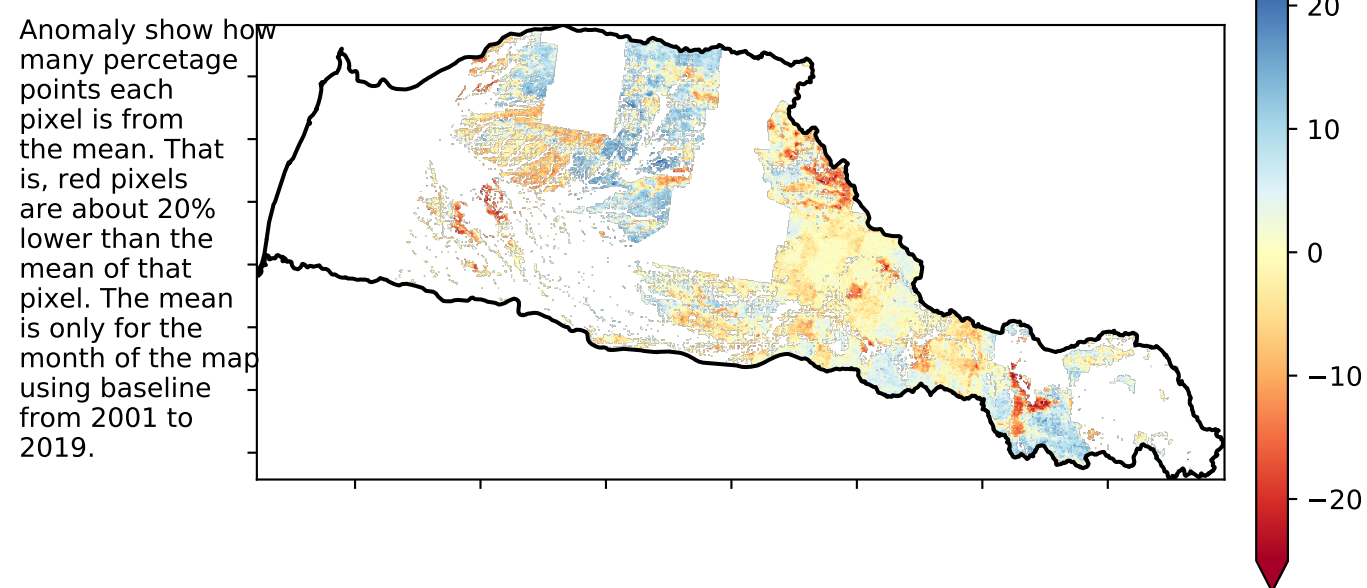 Anomaly show how
many percetage
points each
pixel is from
the mean. That
is, red pixels
are about 20%
lower than the
mean of that
pixel. The mean
is only for the
month of the map
using baseline
from 2001 to
2019.
20
10
0
−10
−20